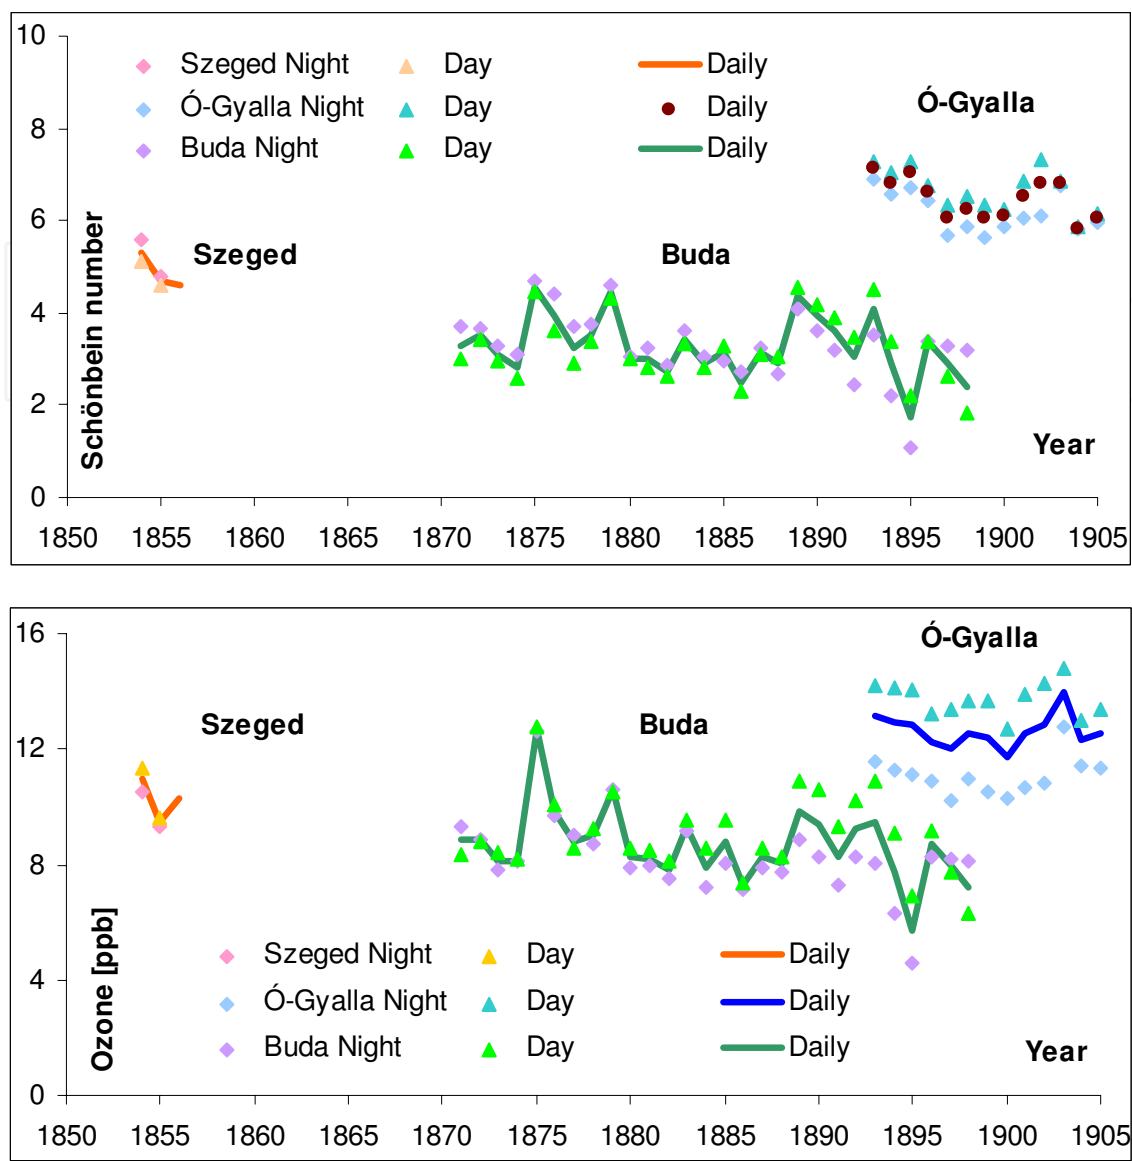 10
Szeged Night Day Daily
Ó-Gyalla Night Day Daily
Ó-Gyalla
8
Buda Night Day Daily
6
Szeged Buda
Schönbein number
4
2
Year
0
1850 1855 1860 1865 1870 1875 1880 1885 1890 1895 1900 1905
16
Ó-Gyalla
Szeged Buda
12
8
Ozone [ppb]
Szeged Night Day Daily
4
Ó-Gyalla Night Day Daily
Buda Night Day Daily
Year
0
1850 1855 1860 1865 1870 1875 1880 1885 1890 1895 1900 1905